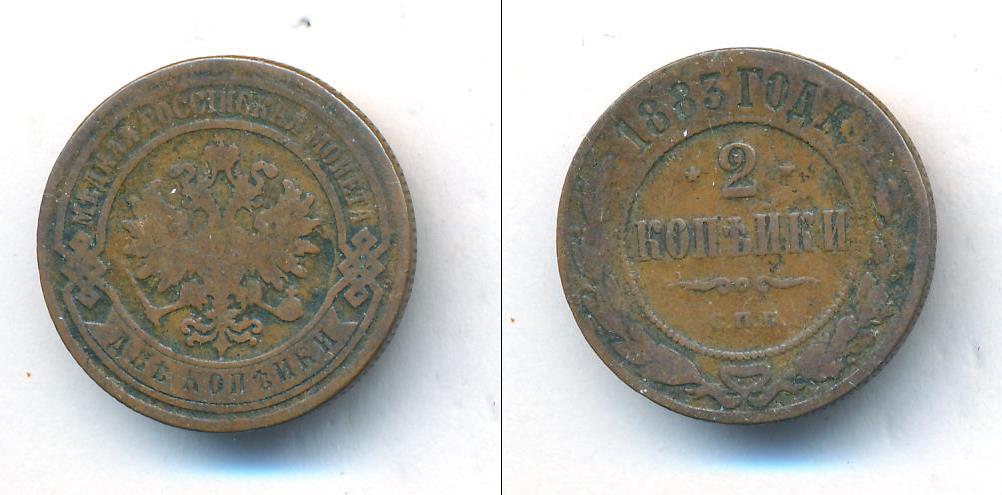 МѢДНАЯ РОССІЙСКАЯ МОНЕТА
ДВѢ КОПѢЙКИ
1883 ГОДА
2
КОПѢЙКИ
С.П.Б.